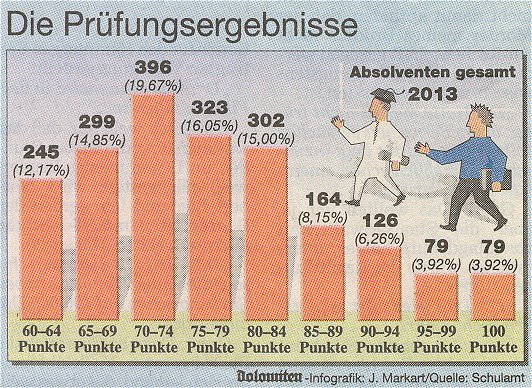 Die Prüfungsergebnisse
Absolventen gesamt
2013
245
(12,17%)
299
(14,85%)
396
(19,67%)
323
(16,05%)
302
(15,00%)
164
(8,15%)
126
(6,26%)
79
(3,92%)
79
(3,92%)
60–64
Punkte
65–69
Punkte
70–74
Punkte
75–79
Punkte
80–84
Punkte
85–89
Punkte
90–94
Punkte
95–99
Punkte
100
Punkte
Dolomiten-Infografik: J. Markart/Quelle: Schulamt